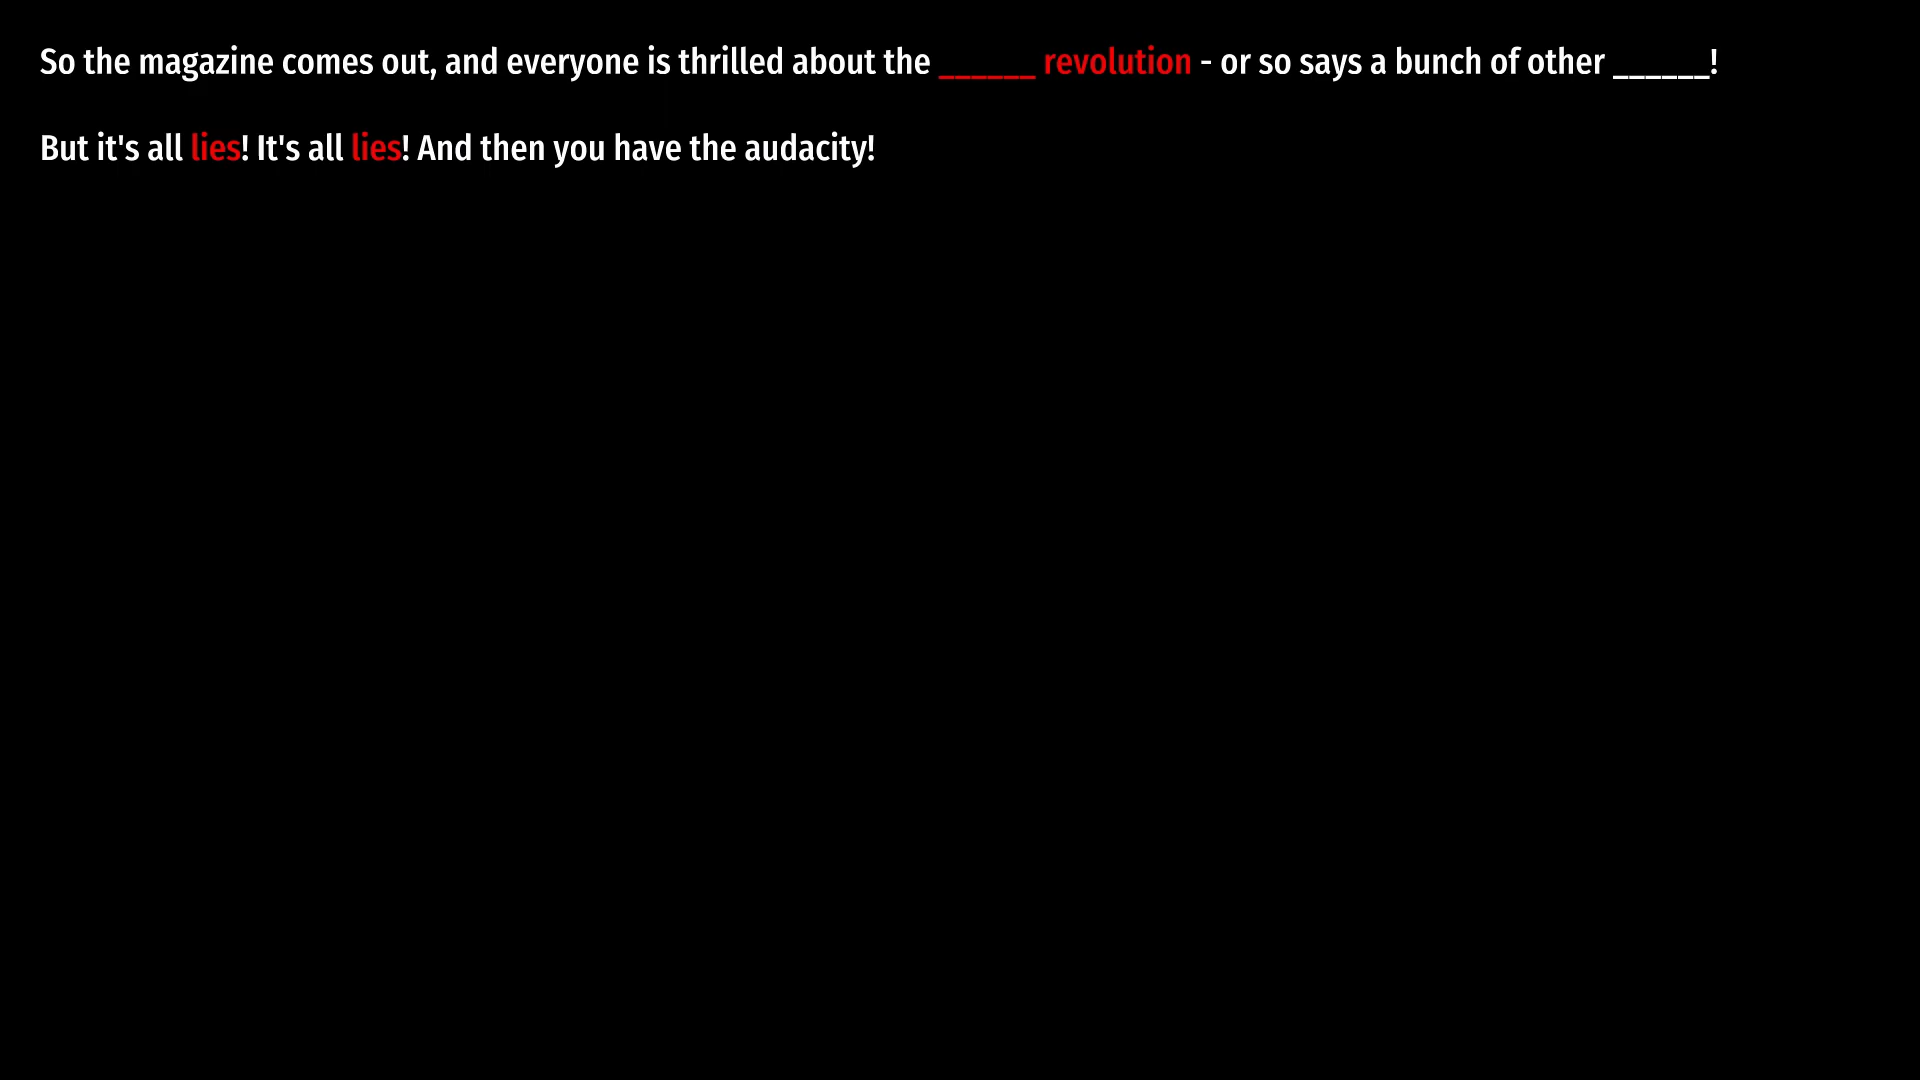 So the magazine comes out, and everyone is thrilled about the ______ revolution - or so says a bunch of other ______!
But it's all lies! It's all lies! And then you have the audacity!